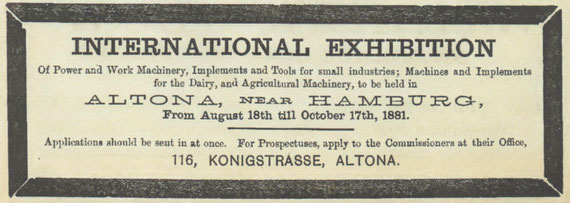 INTERNATIONAL EXHIBITION
Of Power and Work Machinery, Implements and Tools for small industries; Machines and Implements
for the Dairy, and Agricultural Machinery, to be held in
ALTONA, NEAR HAMBURG,
From August 18th till October 17th, 1881.
Applications should be sent in at once. For Prospectuses, apply to the Commissioners at their Office,
116, KONIGSTRASSE, ALTONA.